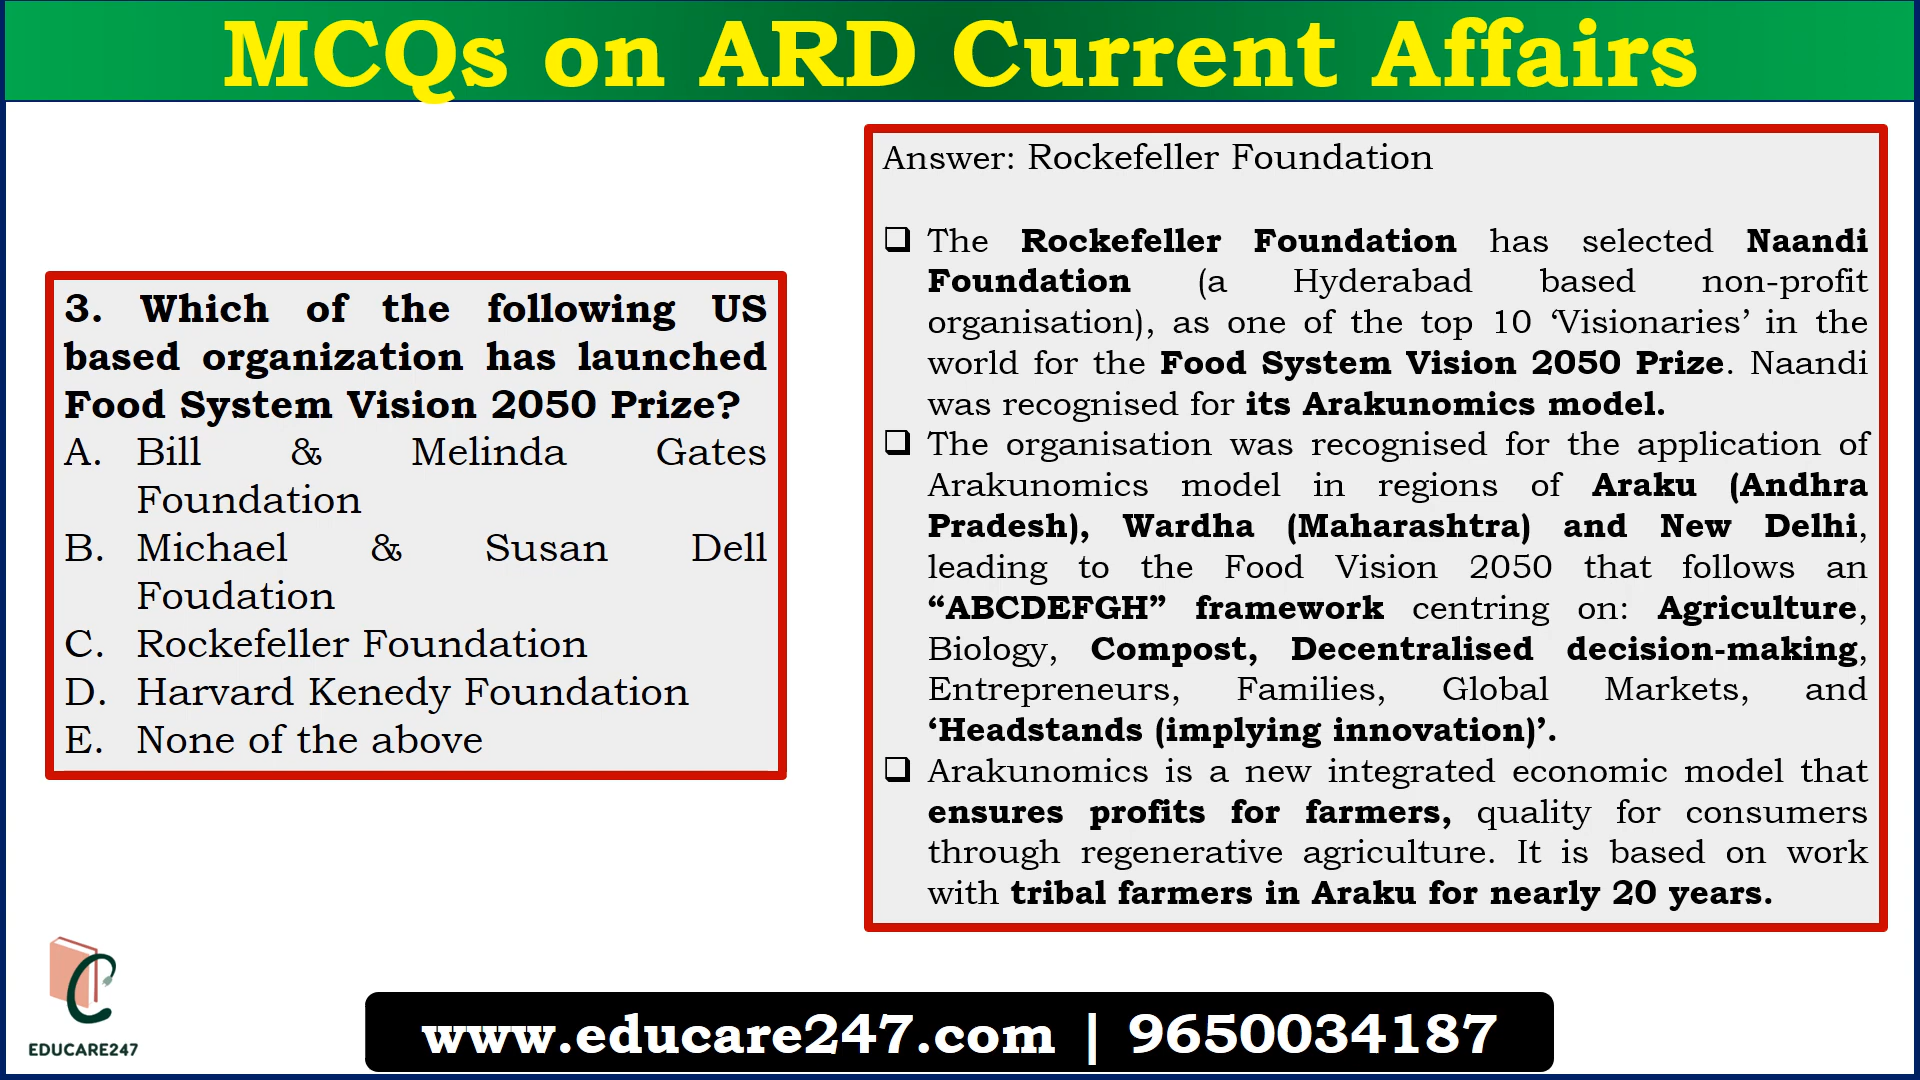 MCQs on ARD Current Affairs
3. Which of the following US
based organization has launched
Food System Vision 2050 Prize?
A. Bill & Melinda Gates
Foundation
B. Michael & Susan Dell
Foudation
C. Rockefeller Foundation
D. Harvard Kenedy Foundation
E. None of the above
Answer: Rockefeller Foundation
❑ The Rockefeller Foundation has selected Naandi
Foundation (a Hyderabad based non-profit
organisation), as one of the top 10 ‘Visionaries’ in the
world for the Food System Vision 2050 Prize. Naandi
was recognised for its Arakunomics model.
❑ The organisation was recognised for the application of
Arakunomics model in regions of Araku (Andhra
Pradesh), Wardha (Maharashtra) and New Delhi,
leading to the Food Vision 2050 that follows an
“ABCDEFGH” framework centring on: Agriculture,
Biology, Compost, Decentralised decision-making,
Entrepreneurs, Families, Global Markets, and
‘Headstands (implying innovation)’.
❑ Arakunomics is a new integrated economic model that
ensures profits for farmers, quality for consumers
through regenerative agriculture. It is based on work
with tribal farmers in Araku for nearly 20 years.
EDUCARE247
www.educare247.com | 9650034187